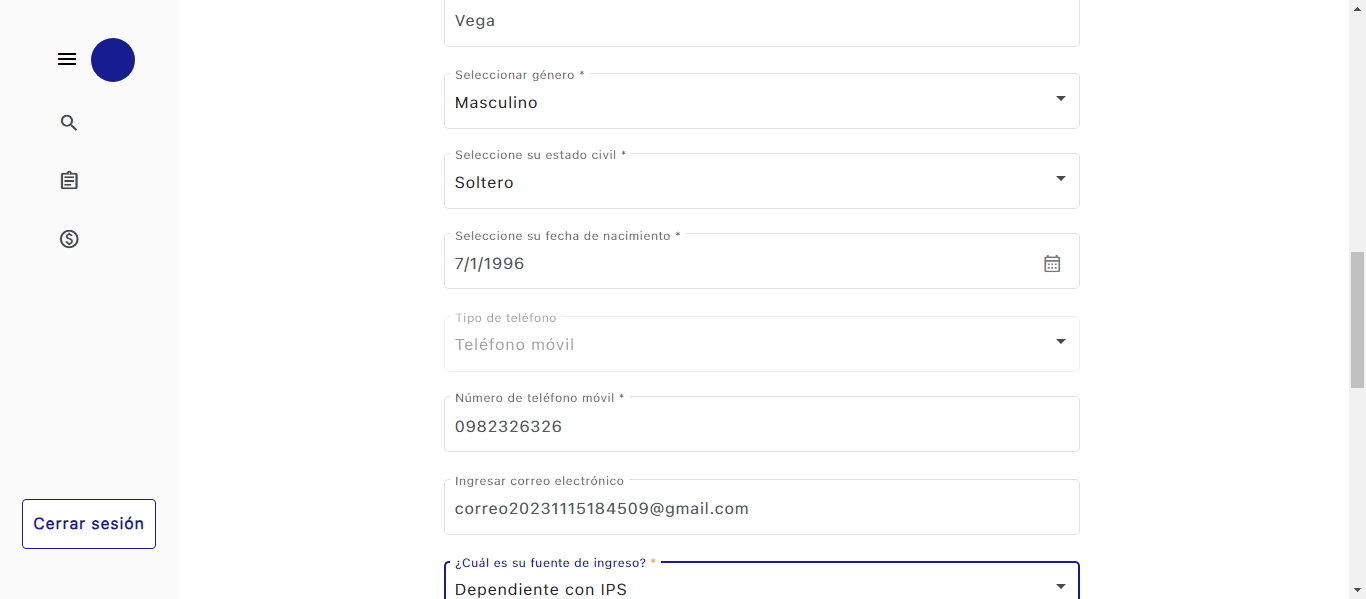 Vega
Seleccionar género *
Masculino
Seleccione su estado civil *
Soltero
Seleccione su fecha de nacimiento *
7/1/1996
Tipo de teléfono
Teléfono móvil
Número de teléfono móvil *
0982326326
Ingresar correo electrónico
correo20231115184509@gmail.com
¿Cuál es su fuente de ingreso? *
Dependiente con IPS
Cerrar sesión